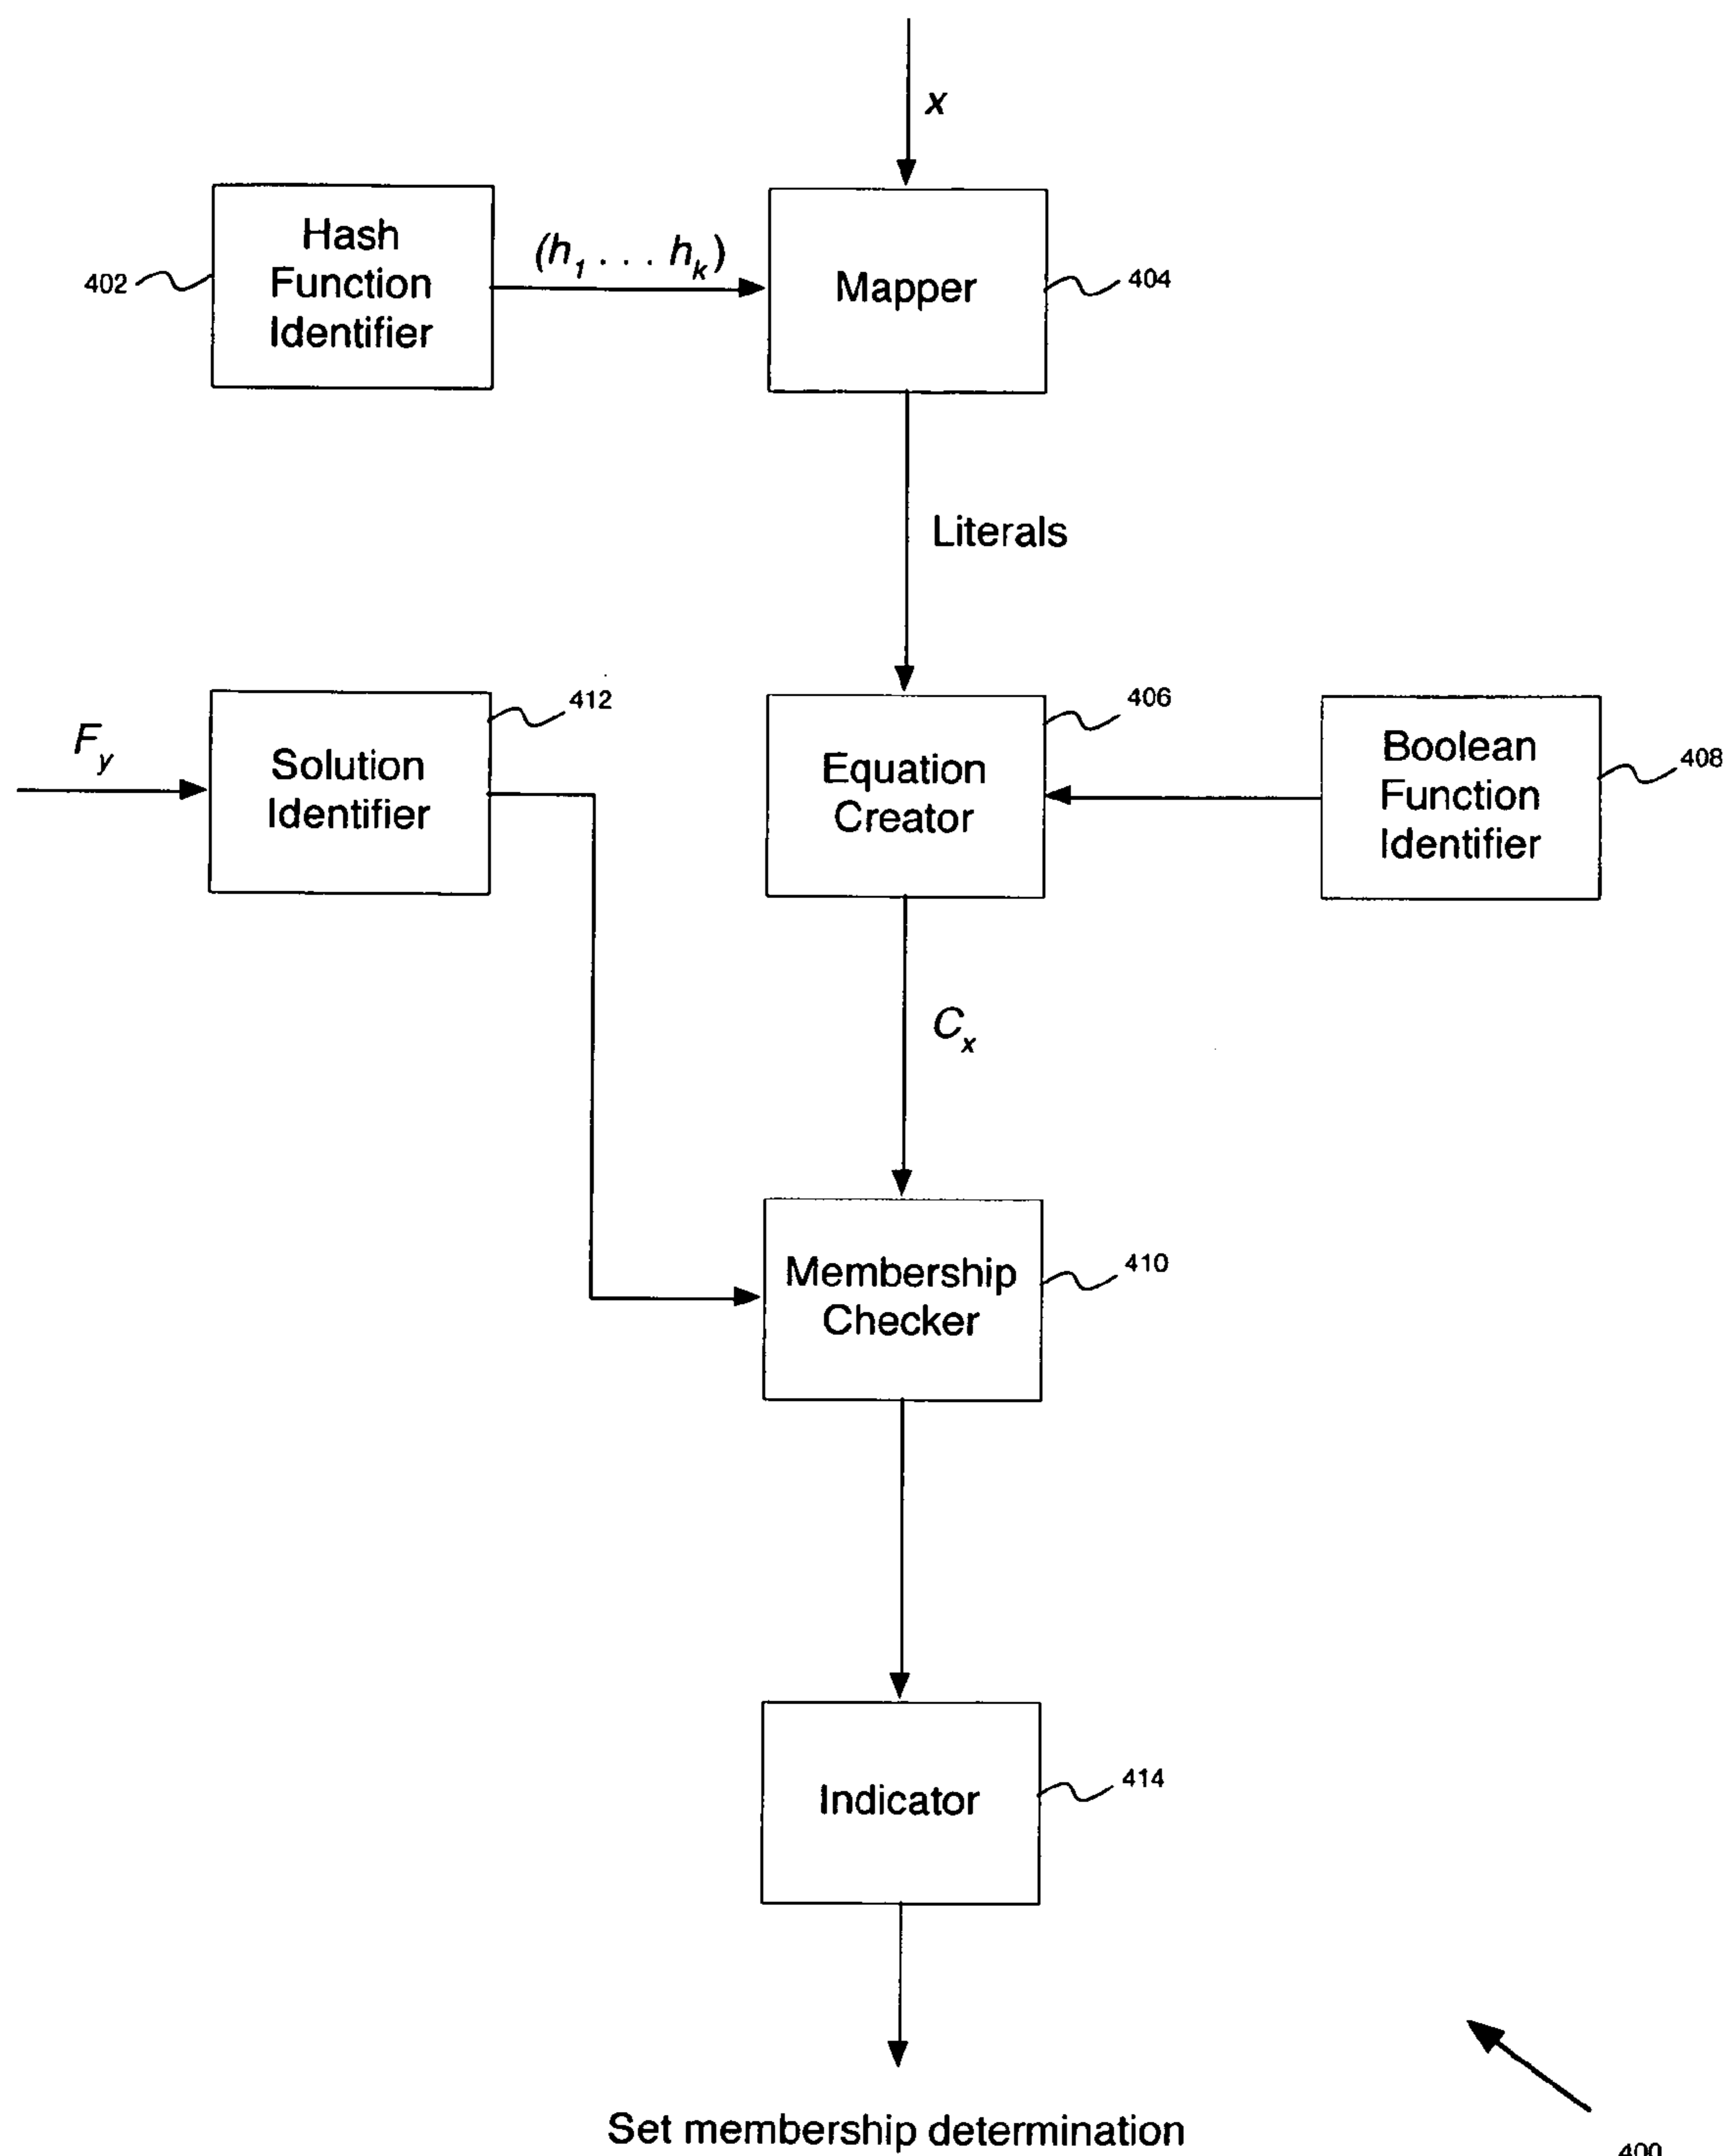 x
Hash
Function
Identifier
(h1 . . . hk)
Mapper
402
404
Literals
Fy
Solution
Identifier
412
Equation
Creator
406
Boolean
Function
Identifier
408
Cx
Membership
Checker
410
Indicator
414
Set membership determination
400